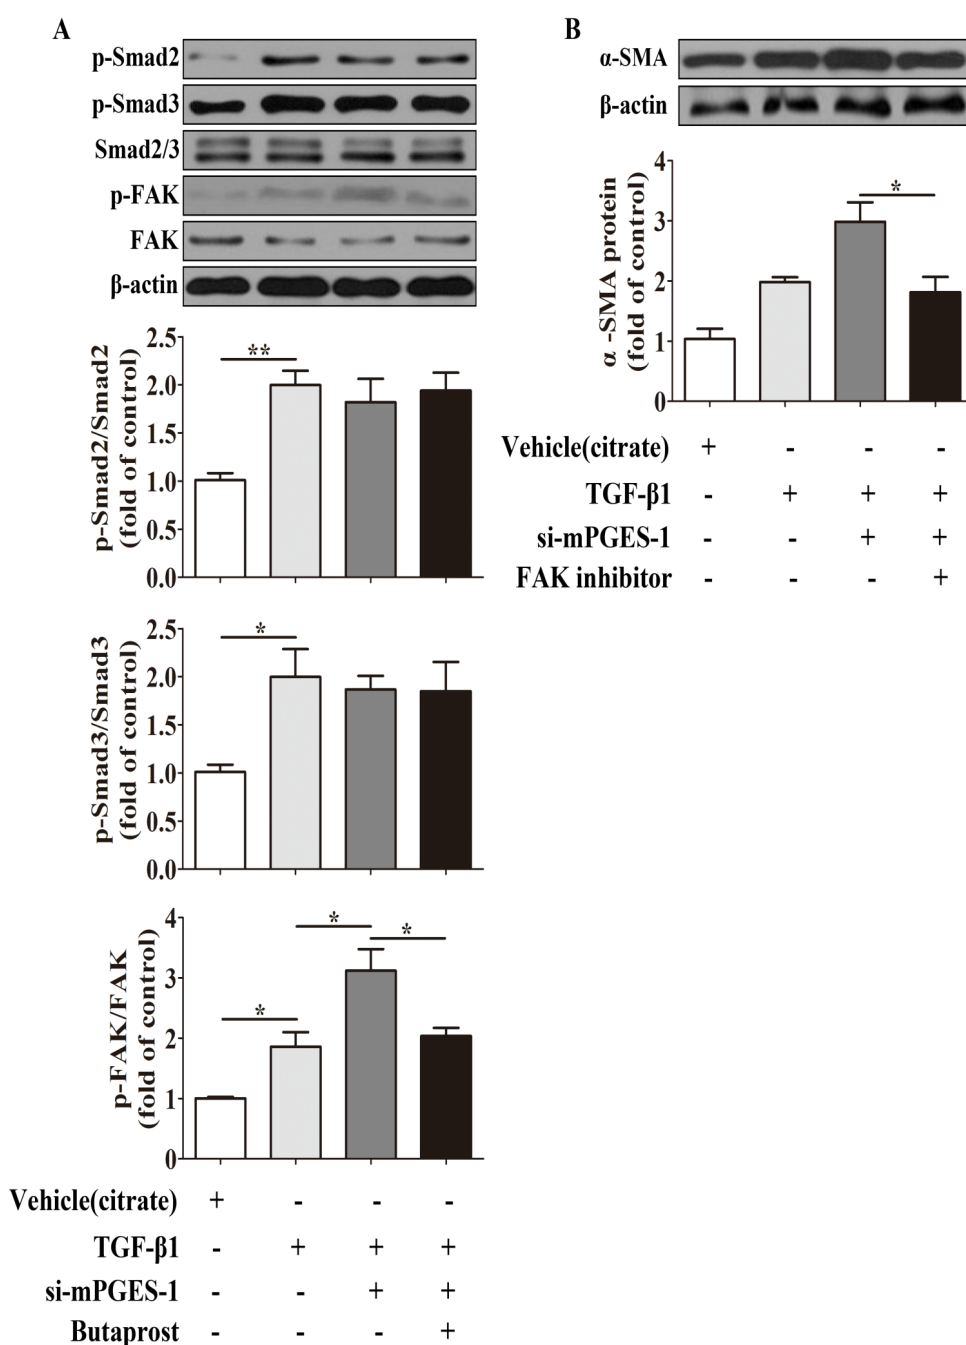 A
p-Smad2
p-Smad3
Smad2/3
p-FAK
FAK
β-actin
p-Smad2/Smad2
(fold of control)
2.5
2.0
1.5
1.0
0.5
0.0
**
p-Smad3/Smad3
(fold of control)
2.5
2.0
1.5
1.0
0.5
0.0
*
p-FAK/FAK
(fold of control)
4
3
2
1
0
*
*
*
Vehicle(citrate) + - - -
TGF-β1 - + + +
si-mPGES-1 - - + +
Butaprost - - - +
B
α-SMA
β-actin
α -SMA protein
(fold of control)
4
3
2
1
0
*
Vehicle(citrate) + - - -
TGF-β1 - + + +
si-mPGES-1 - - + +
FAK inhibitor - - - +